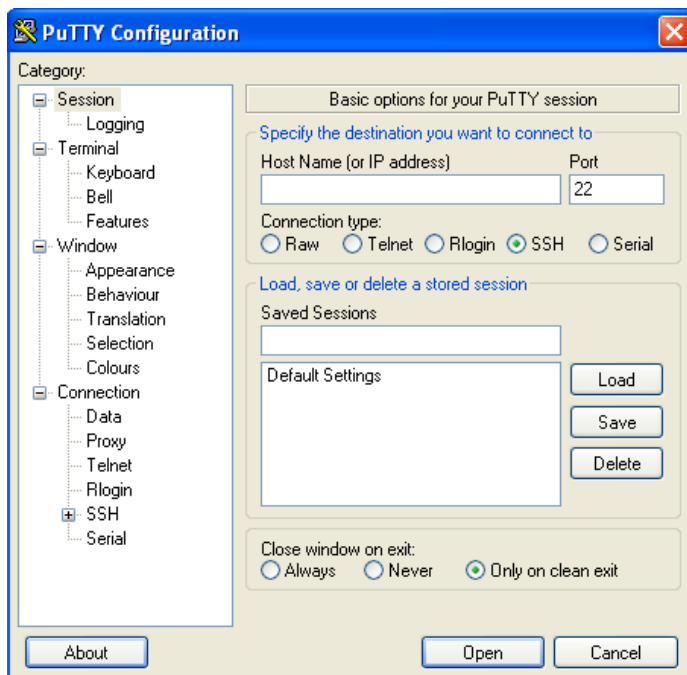 PuTTY Configuration
Category:
Session
Logging
Terminal
Keyboard
Bell
Features
Window
Appearance
Behaviour
Translation
Selection
Colours
Connection
Data
Proxy
Telnet
Rlogin
SSH
Serial
Basic options for your PuTTY session
Specify the destination you want to connect to
Host Name (or IP address) Port
22
Connection type:
Raw Telnet Rlogin SSH Serial
Load, save or delete a stored session
Saved Sessions
Default Settings
Load
Save
Delete
Close window on exit:
Always Never Only on clean exit
About Open Cancel